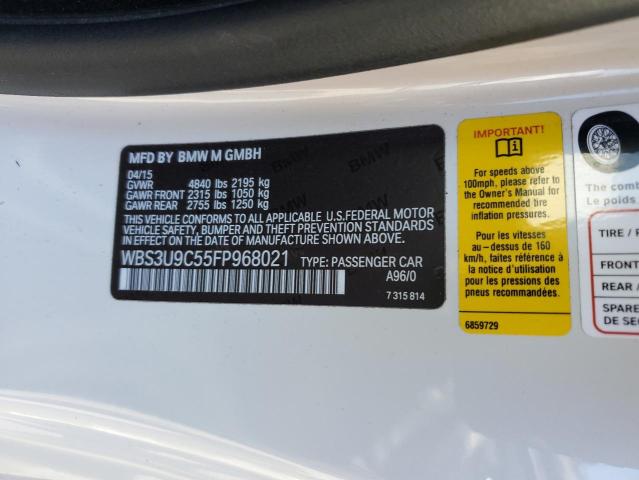 MFD BY BMW M GMBH
04/15
GVWR 4840 lbs 2195 kg
GAWR FRONT 2315 lbs 1050 kg
GAWR REAR 2755 lbs 1250 kg
THIS VEHICLE CONFORMS TO ALL APPLICABLE U.S.FEDERAL MOTOR
VEHICLE SAFETY, BUMPER AND THEFT PREVENTION STANDARDS
IN EFFECT ON THE DATE OF MANUFACTURE SHOWN ABOVE.
WBS3U9C55FP968021 TYPE: PASSENGER CAR
A96/0
7 315 814
IMPORTANT!
For speeds above
100mph, please refer to
the Owner's Manual for
recommended tire
inflation pressures.
Pour les vitesses
au - dessus de 160
km/h, faites référence à
la notice d'utilisation
pour les pressions des
pneus recommandées.
6859729
The comb
Le poids
TIRE / P
FRONT
REAR /
SPARE
DE SEC